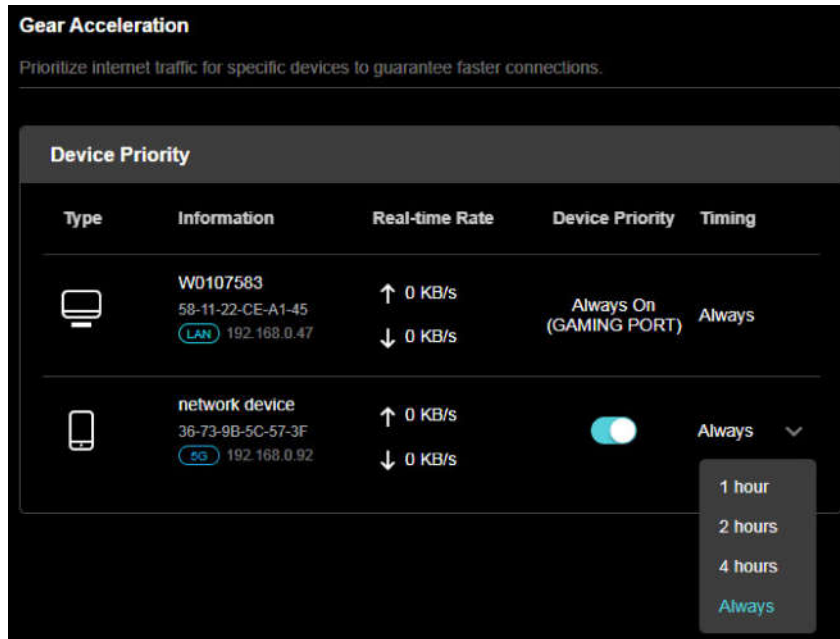 Gear Acceleration
Prioritize internet traffic for specific devices to guarantee faster connections.
Device Priority
Type Information Real-time Rate Device Priority Timing
W0107583
58-11-22-CE-A1-45
LAN 192.168.0.47
↑ 0 KB/s
↓ 0 KB/s
Always On
(GAMING PORT)
Always
network device
36-73-9B-5C-57-3F
5G 192.168.0.92
↑ 0 KB/s
↓ 0 KB/s
Always
1 hour
2 hours
4 hours
Always